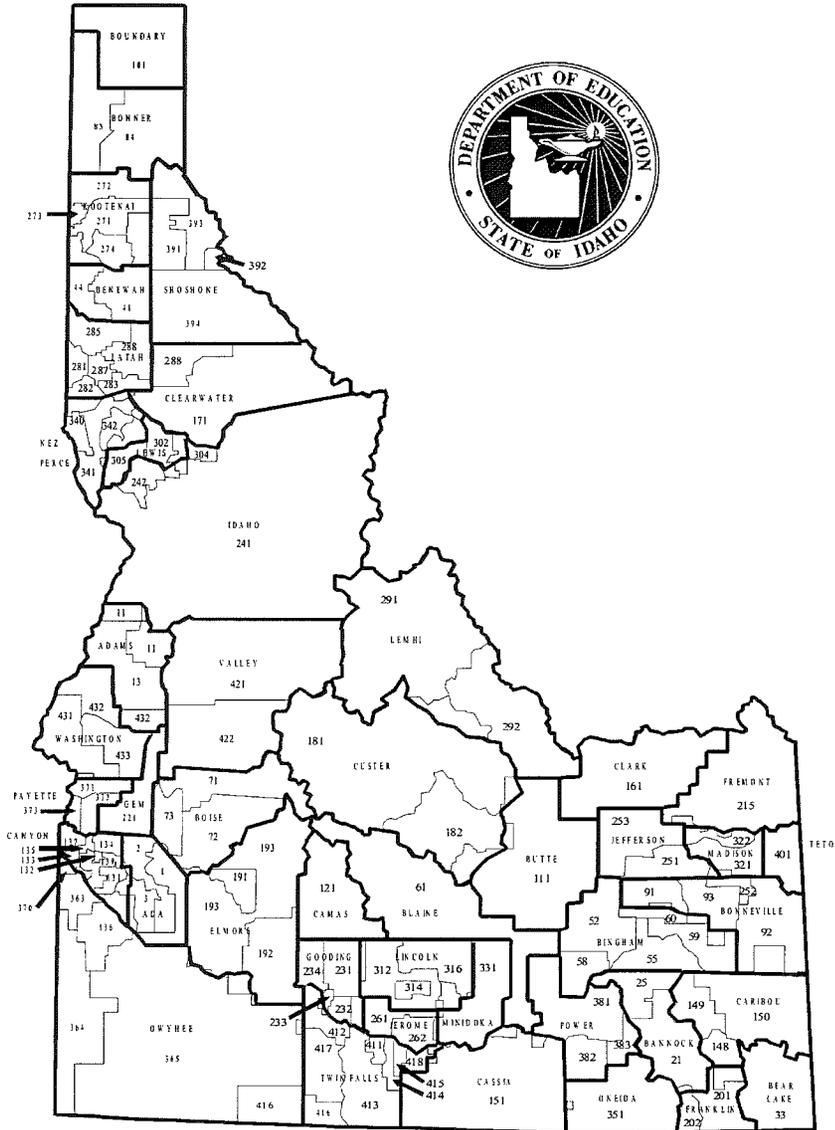 BOUNDARY
101
DEPARTMENT OF EDUCATION
STATE OF IDAHO
83
BONNER
84
272
KOOTENAI
273
271
274
393
391
392
44
BENEWAH
41
SHOSHONE
394
285
288
LATAH
281
287
282
283
288
CLEARWATER
171
340
342
NEZ
PERCE
341
302
LEWIS
305
304
242
IDAHO
241
11
ADAMS
11
13
291
LEMHI
292
VALLEY
421
422
431
432
432
WASHINGTON
433
181
CUSTER
182
CLARK
161
FREMONT
215
371
372
PAYETTE
373
GEM
221
71
73
BOISE
72
193
BUTTE
111
253
JEFFERSON
251
322
MADISON
321
401
TETO
CANYON
137
135
133
132
134
139
131
370
363
136
2
1
3
ADA
191
193
ELMORE
192
121
CAMAS
61
BLAINE
52
BINGHAM
58
55
59
60
91
93
252
BONNEVILLE
92
GOODING
234
231
233
232
LINCOLN
312
316
314
331
MINIDOKA
261
JEROME
262
25
381
POWER
382
383
BANNOCK
21
149
CARIBOU
150
148
364
OWYHEE
365
416
412
417
411
418
415
414
TWIN FALLS
416
413
CASSIA
151
ONEIDA
351
201
FRANKLIN
202
BEAR
LAKE
33